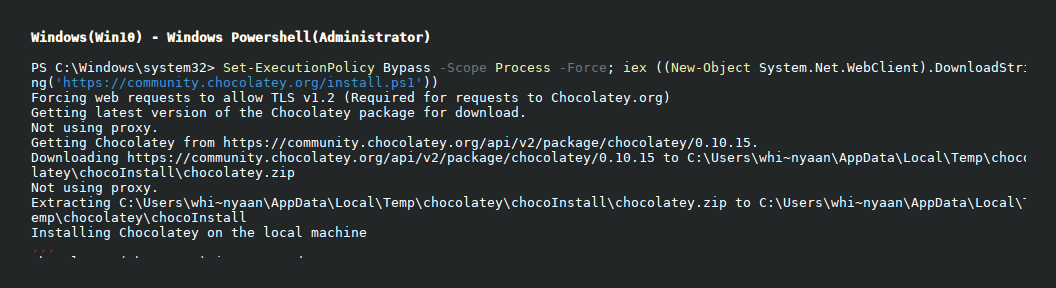 Windows(Win10) - Windows Powershell(Administrator)
PS C:\Windows\system32> Set-ExecutionPolicy Bypass -Scope Process -Force; iex ((New-Object System.Net.WebClient).DownloadStri
ng('https://community.chocolatey.org/install.ps1'))
Forcing web requests to allow TLS v1.2 (Required for requests to Chocolatey.org)
Getting latest version of the Chocolatey package for download.
Not using proxy.
Getting Chocolatey from https://community.chocolatey.org/api/v2/package/chocolatey/0.10.15.
Downloading https://community.chocolatey.org/api/v2/package/chocolatey/0.10.15 to C:\Users\whi~nyaan\AppData\Local\Temp\choco
latey\chocoInstall\chocolatey.zip
Not using proxy.
Extracting C:\Users\whi~nyaan\AppData\Local\Temp\chocolatey\chocoInstall\chocolatey.zip to C:\Users\whi~nyaan\AppData\Local\T
emp\chocolatey\chocoInstall
Installing Chocolatey on the local machine
...